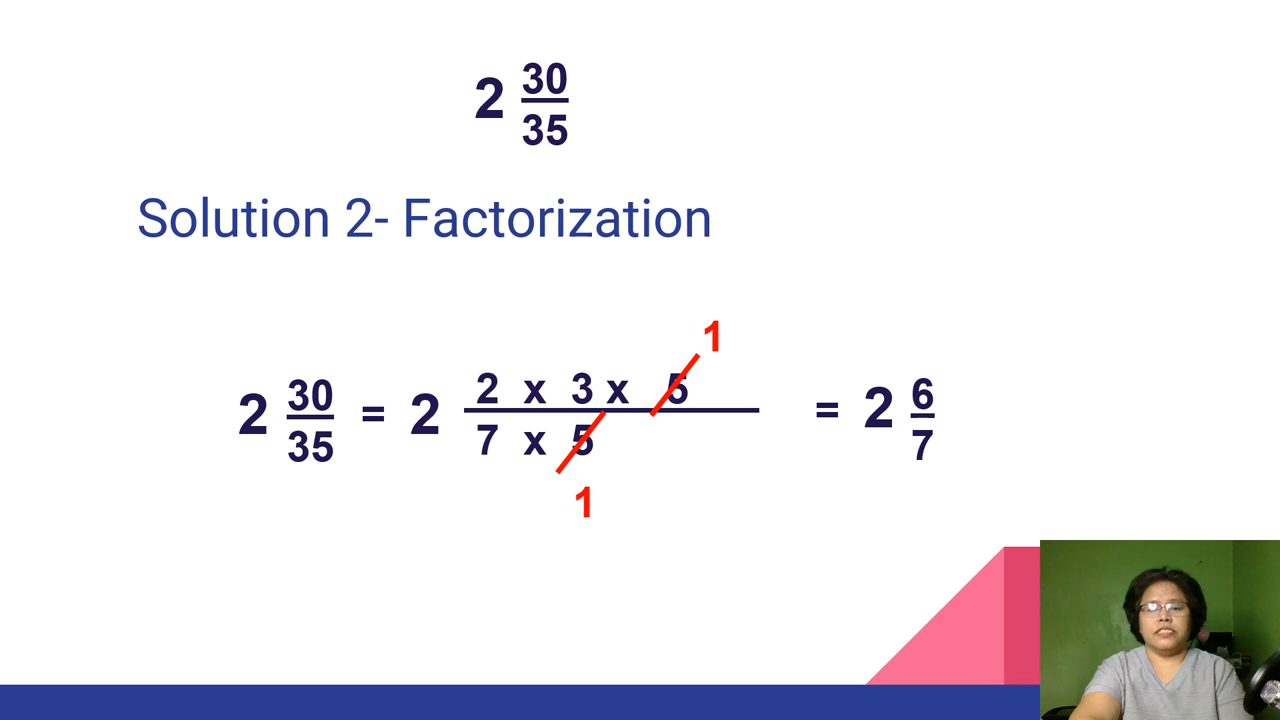 2 30/35
Solution 2- Factorization
1
2 30/35 = 2 2 x 3 x 5 / 7 x 5 = 2 6/7
1